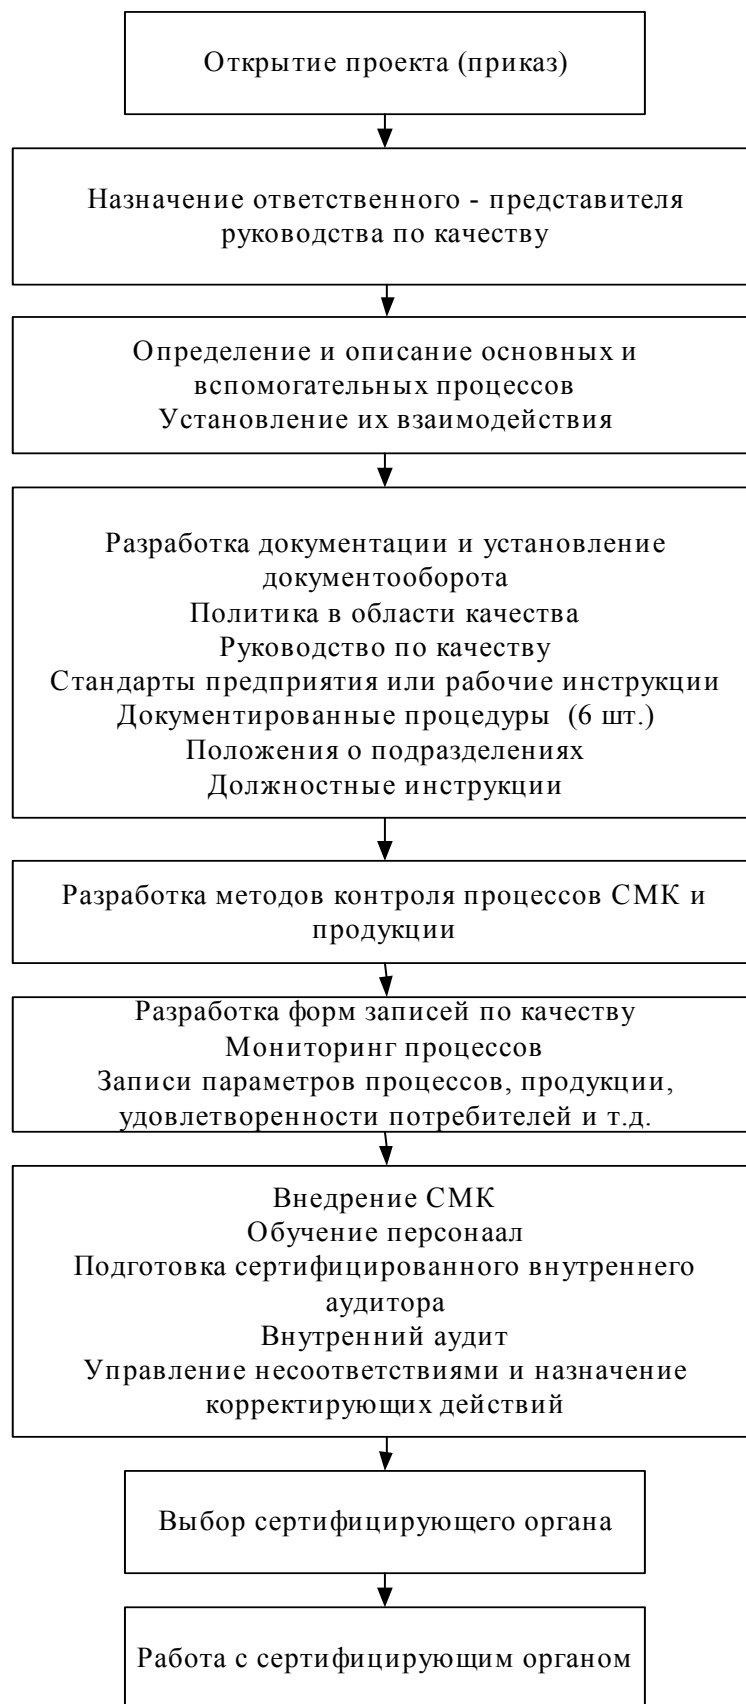 Открытие проекта (приказ)
Назначение ответственного - представителя
руководства по качеству
Определение и описание основных и
вспомогательных процессов
Установление их взаимодействия
Разработка документации и установление
документооборота
Политика в области качества
Руководство по качеству
Стандарты предприятия или рабочие инструкции
Документированные процедуры  (6 шт.)
Положения о подразделениях
Должностные инструкции
Разработка методов контроля процессов СМК и
продукции
Разработка форм записей по качеству
Мониторинг процессов
Записи параметров процессов, продукции,
удовлетворенности потребителей и т.д.
Внедрение СМК
Обучение персонаал
Подготовка сертифицированного внутреннего
аудитора
Внутренний аудит
Управление несоответствиями и назначение
корректирующих действий
Выбор сертифицирующего органа
Работа с сертифицирующим органом